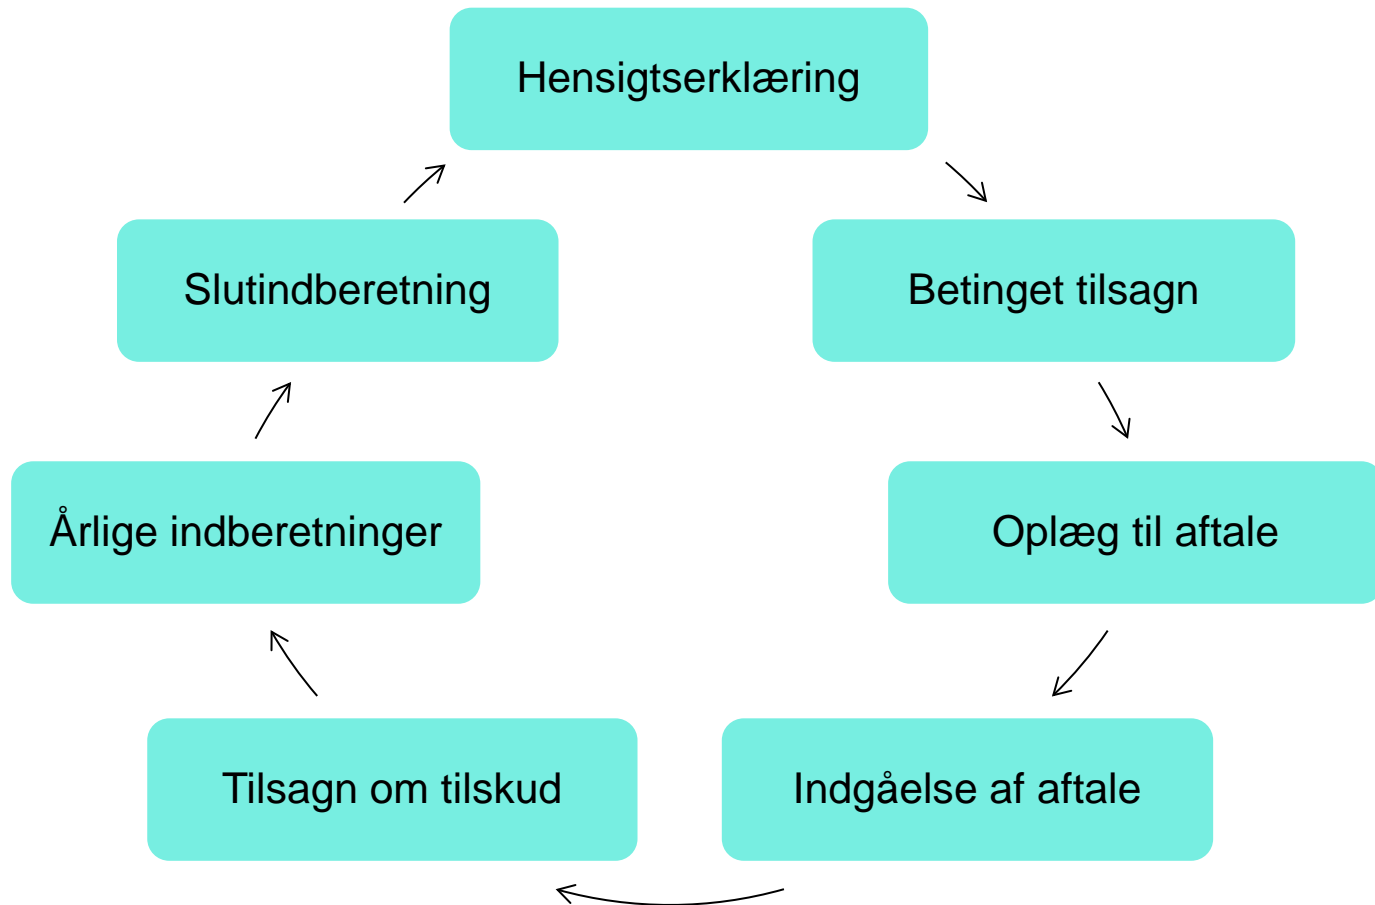 Hensigtserklæring
Betinget tilsagn
Oplæg til aftale
Indgåelse af aftale
Tilsagn om tilskud
Årlige indberetninger
Slutindberetning